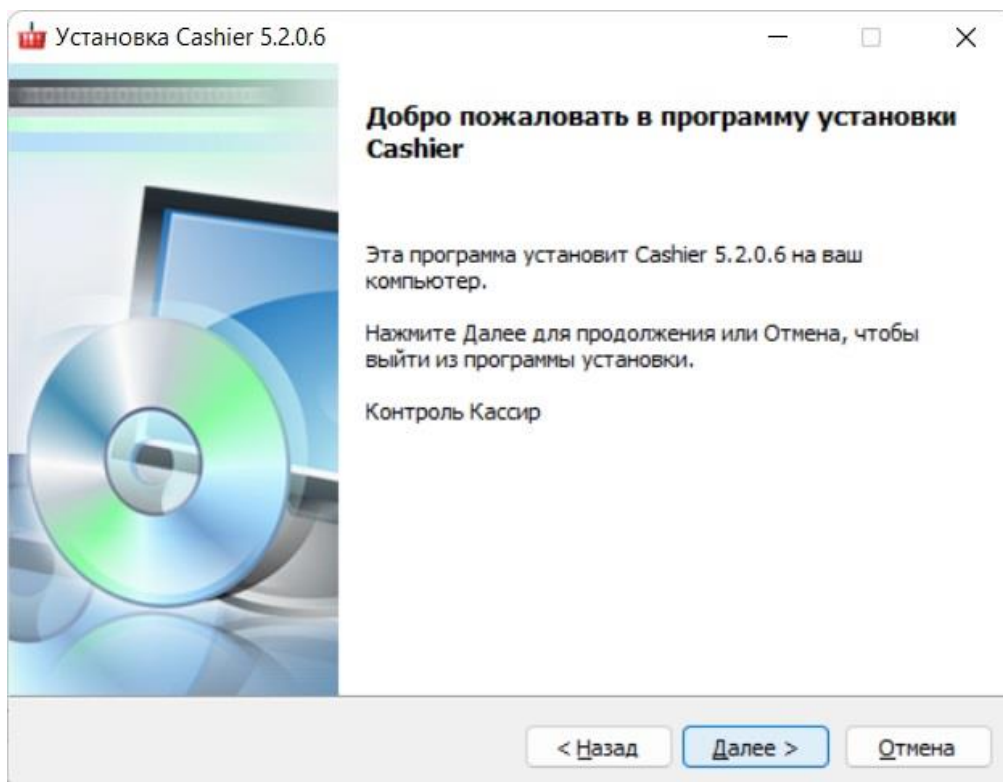 Установка Cashier 5.2.0.6
Добро пожаловать в программу установки
Cashier
Эта программа установит Cashier 5.2.0.6 на ваш
компьютер.
Нажмите Далее для продолжения или Отмена, чтобы
выйти из программы установки.
Контроль Кассир
< Назад Далее > Отмена